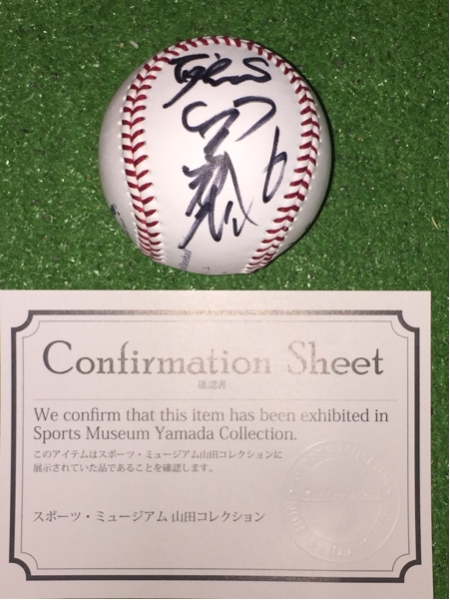 Tigers
6
Confirmation Sheet
確認書
We confirm that this item has been exhibited in
Sports Museum Yamada Collection.
このアイテムはスポーツ・ミュージアム山田コレクションに
展示されていた品であることを確認します。
スポーツ・ミュージアム 山田コレクション